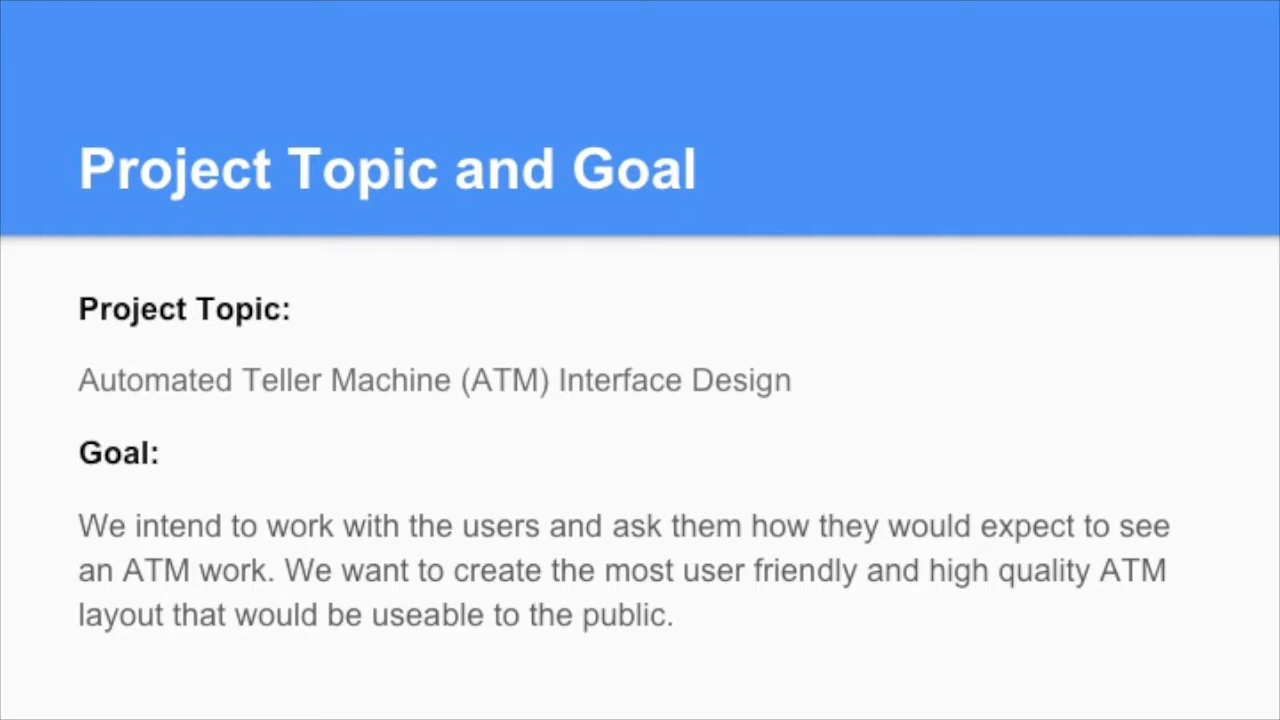 Project Topic and Goal
Project Topic:
Automated Teller Machine (ATM) Interface Design
Goal:
We intend to work with the users and ask them how they would expect to see
an ATM work. We want to create the most user friendly and high quality ATM
layout that would be useable to the public.